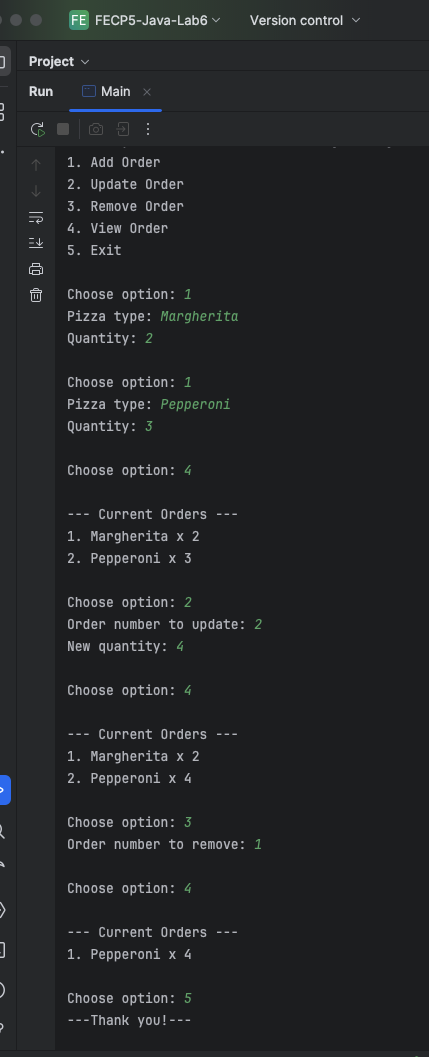 FE FECP5-Java-Lab6 Version control
Project
Run Main
1. Add Order
2. Update Order
3. Remove Order
4. View Order
5. Exit
Choose option: 1
Pizza type: Margherita
Quantity: 2
Choose option: 1
Pizza type: Pepperoni
Quantity: 3
Choose option: 4
--- Current Orders ---
1. Margherita x 2
2. Pepperoni x 3
Choose option: 2
Order number to update: 2
New quantity: 4
Choose option: 4
--- Current Orders ---
1. Margherita x 2
2. Pepperoni x 4
Choose option: 3
Order number to remove: 1
Choose option: 4
--- Current Orders ---
1. Pepperoni x 4
Choose option: 5
---Thank you!---